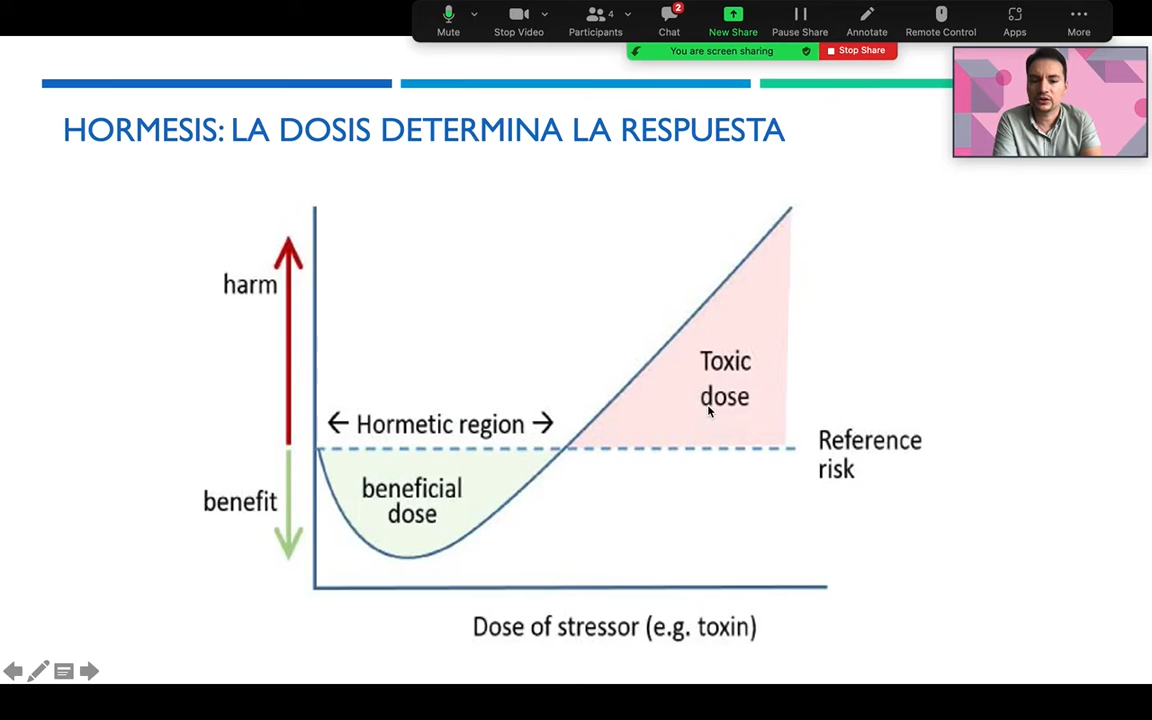 2
4
Mute
Stop Video
Participants
Chat
New Share
Pause Share
Annotate
Remote Control
Apps
More
You are screen sharing
Stop Share
HORMESIS: LA DOSIS DETERMINA LA RESPUESTA
harm
Toxic
dose
← Hormetic region →
Reference
risk
benefit
beneficial
dose
Dose of stressor (e.g. toxin)